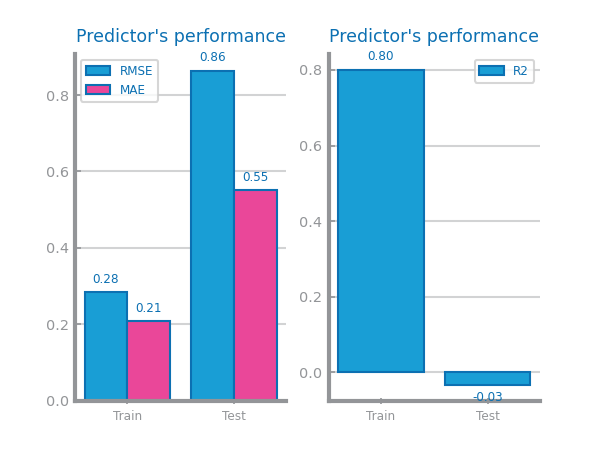 Predictor's performance
RMSE
MAE
0.28
0.21
0.86
0.55
0.8
0.6
0.4
0.2
0.0
Train
Test
Predictor's performance
R2
0.80
-0.03
0.8
0.6
0.4
0.2
0.0
Train
Test